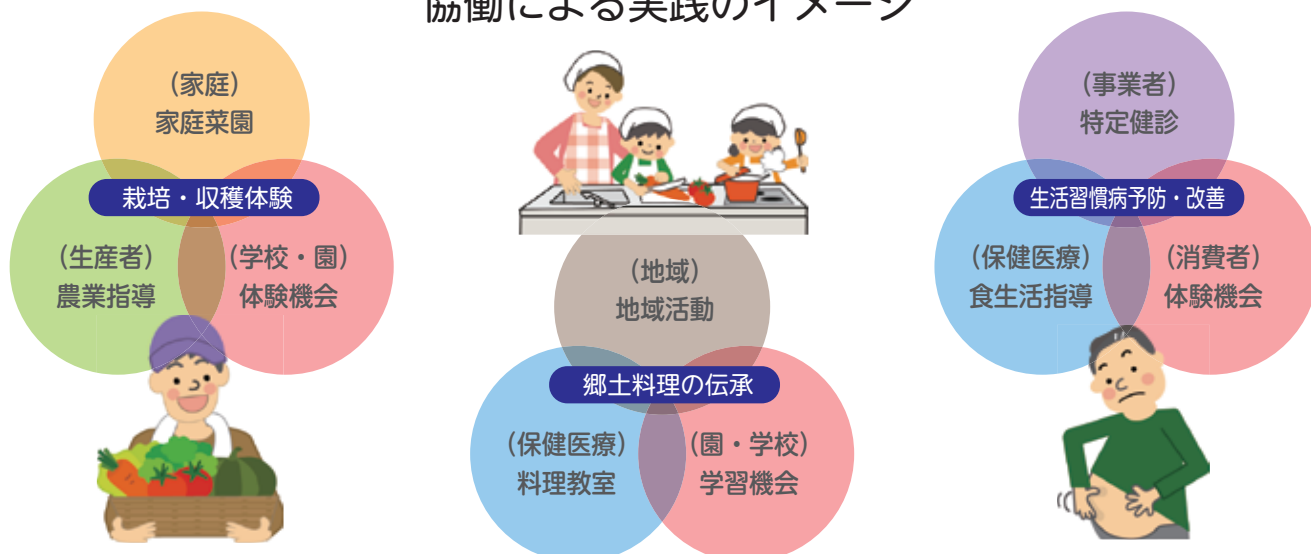 協働による実践のイメージ
（家庭）
家庭菜園
栽培・収穫体験
（生産者）
農業指導
（学校・園）
体験機会
（地域）
地域活動
郷土料理の伝承
（保健医療）
料理教室
（園・学校）
学習機会
（事業者）
特定健診
生活習慣病予防・改善
（保健医療）
食生活指導
（消費者）
体験機会